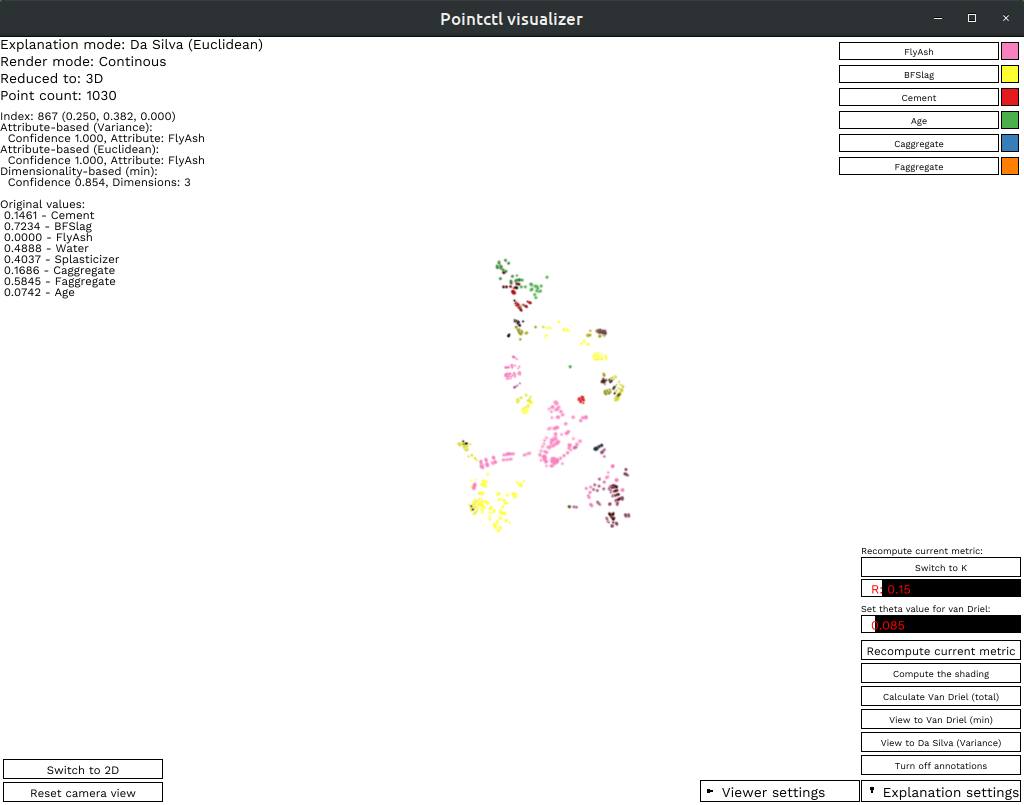 Pointctl visualizer
Explanation mode: Da Silva (Euclidean)
Render mode: Continous
Reduced to: 3D
Point count: 1030
Index: 867 (0.250, 0.382, 0.000)
Attribute-based (Variance):
Confidence 1.000, Attribute: FlyAsh
Attribute-based (Euclidean):
Confidence 1.000, Attribute: FlyAsh
Dimensionality-based (min):
Confidence 0.854, Dimensions: 3
Original values:
0.1461 - Cement
0.7234 - BFSlag
0.0000 - FlyAsh
0.4888 - Water
0.4037 - Splasticizer
0.1686 - Caggregate
0.5845 - Faggregate
0.0742 - Age
FlyAsh
BFSlag
Cement
Age
Caggregate
Faggregate
Recompute current metric:
Switch to K
R: 0.15
Set theta value for van Driel:
0.085
Recompute current metric
Compute the shading
Calculate Van Driel (total)
View to Van Driel (min)
View to Da Silva (Variance)
Turn off annotations
Switch to 2D
Reset camera view
Viewer settings
Explanation settings